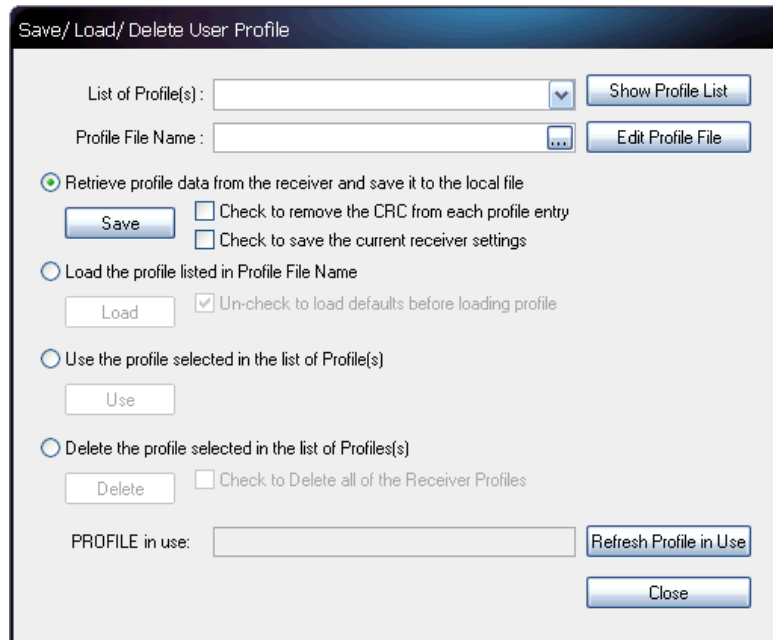 Save/ Load/ Delete User Profile
List of Profile(s) :
Show Profile List
Profile File Name :
...
Edit Profile File
Retrieve profile data from the receiver and save it to the local file
Save
Check to remove the CRC from each profile entry
Check to save the current receiver settings
Load the profile listed in Profile File Name
Load
Un-check to load defaults before loading profile
Use the profile selected in the list of Profile(s)
Use
Delete the profile selected in the list of Profiles(s)
Delete
Check to Delete all of the Receiver Profiles
PROFILE in use:
Refresh Profile in Use
Close